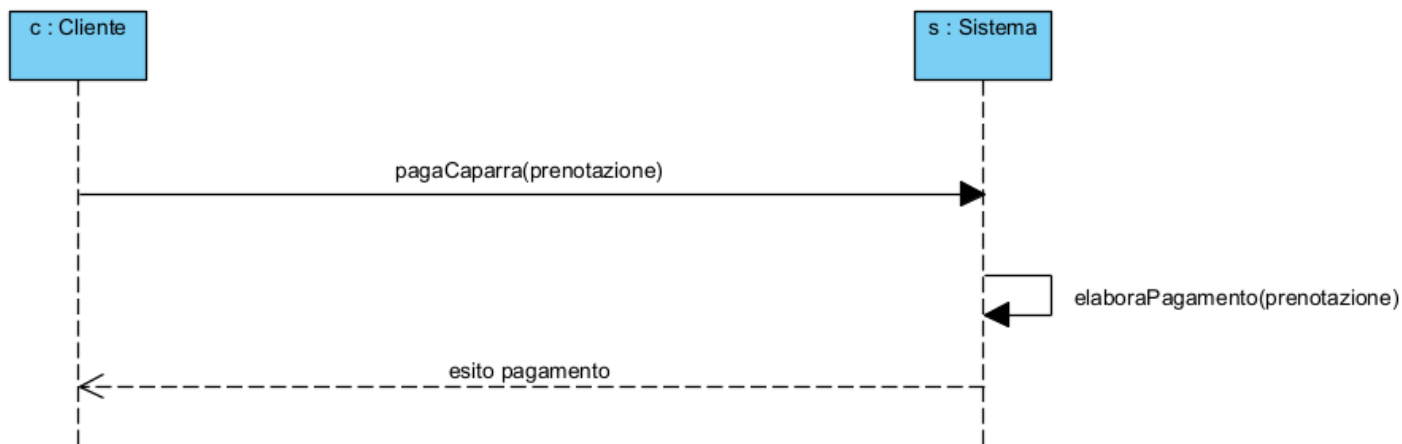 c : Cliente
s : Sistema
pagaCaparra(prenotazione)
elaboraPagamento(prenotazione)
esito pagamento